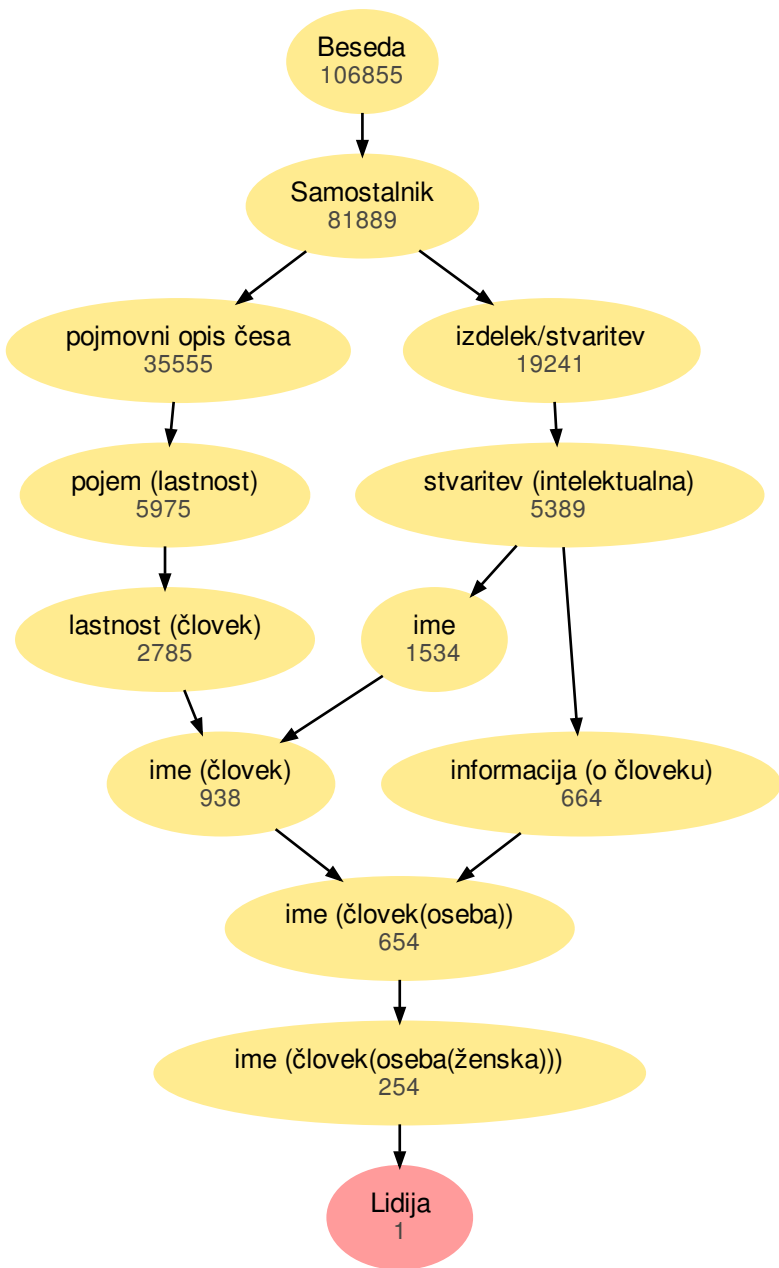 Beseda
106855
Samostalnik
81889
pojmovni opis česa
35555
izdelek/stvaritev
19241
pojem (lastnost)
5975
stvaritev (intelektualna)
5389
lastnost (človek)
2785
ime
1534
ime (človek)
938
informacija (o človeku)
664
ime (človek(oseba))
654
ime (človek(oseba(ženska)))
254
Lidija
1